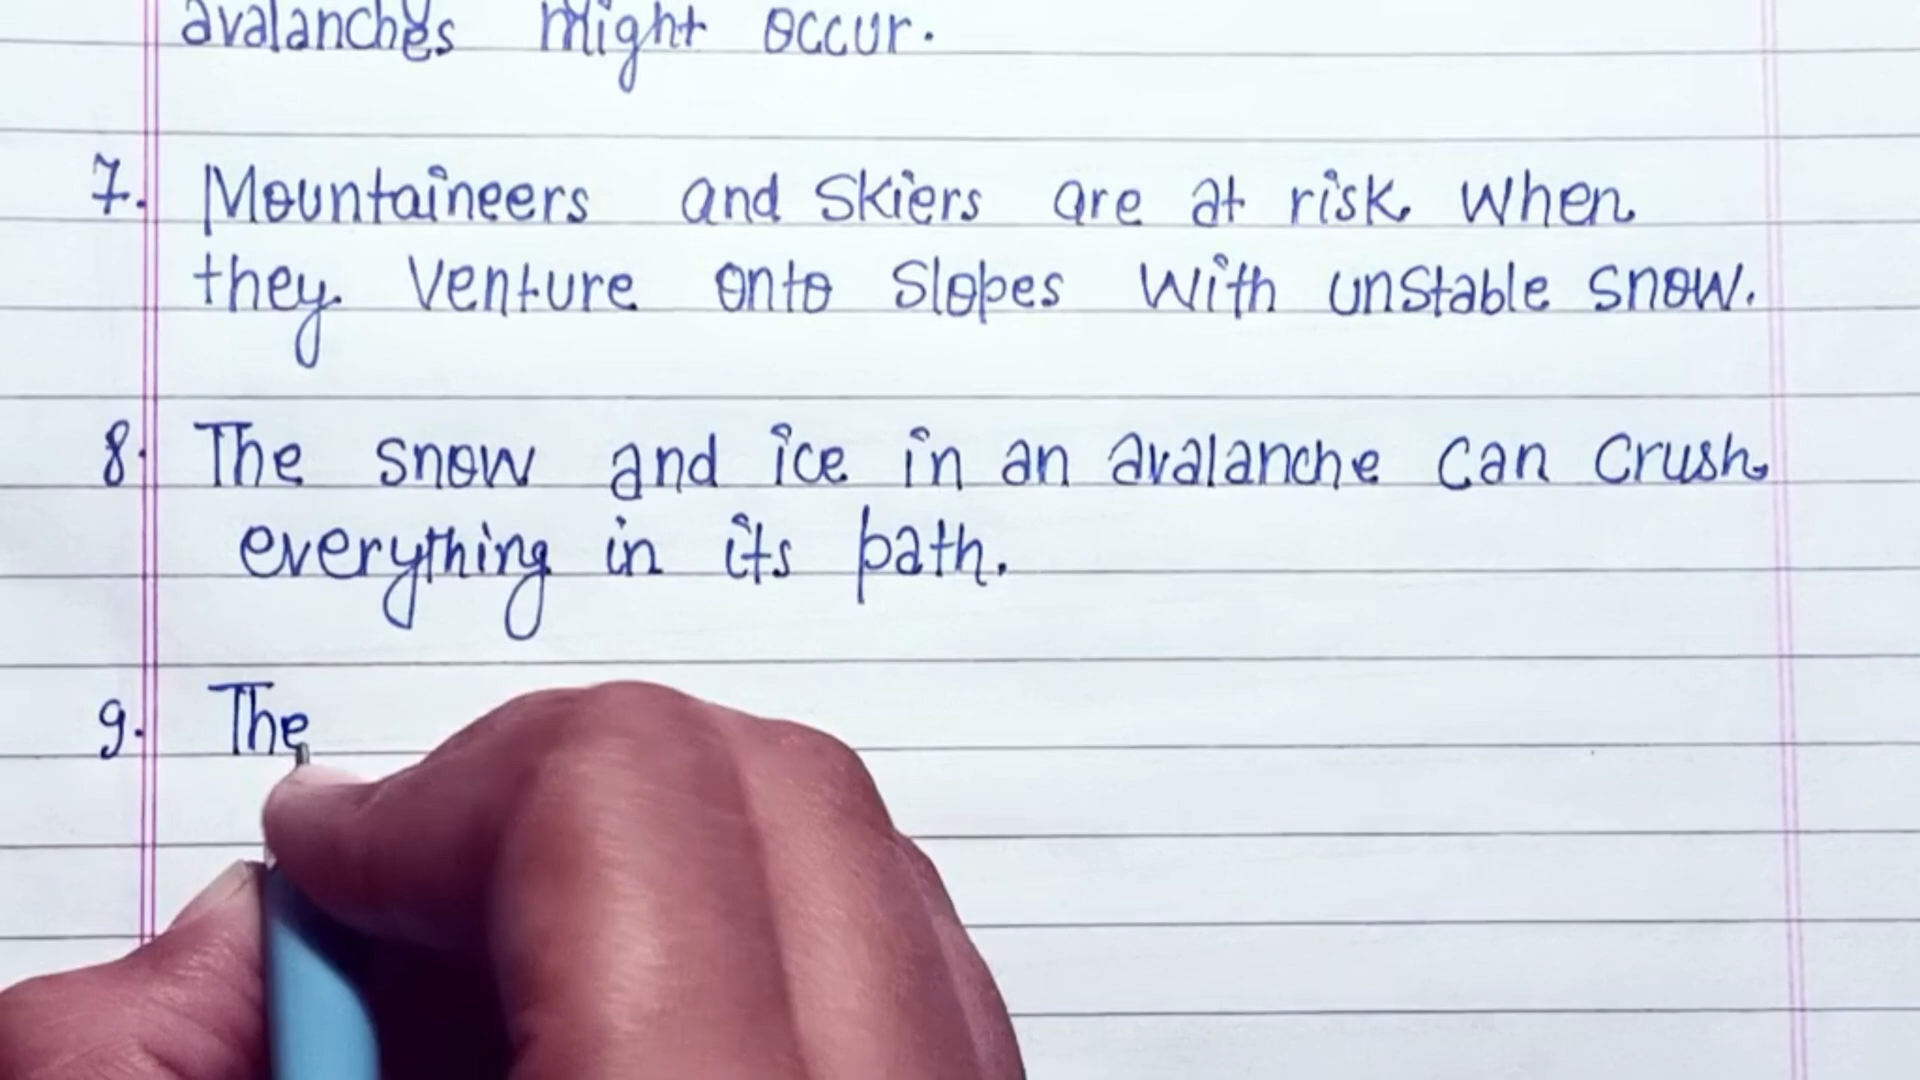 avalanches might occur.
7. Mountaineers and Skiers are at risk when
they venture onto slopes with unstable snow.
8. The snow and ice in an avalanche can crush
everything in its path.
9. The